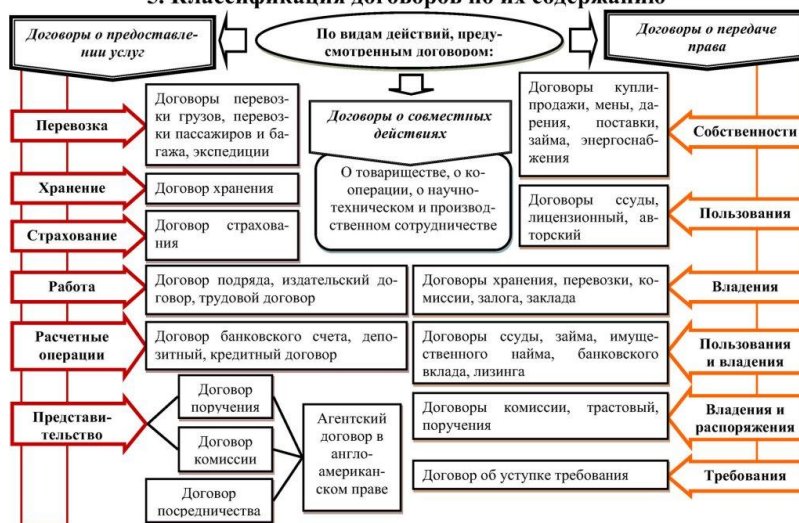 3. Классификация договоров по их содержанию
Договоры о предоставле-
нии услуг
По видам действий, преду-
смотренным договором:
Договоры о передаче
права
Перевозка
Договоры перевоз-
ки грузов, перевоз-
ки пассажиров и ба-
гажа, экспедиции
Хранение
Договор хранения
Страхование
Договор страхова-
ния
Работа
Договор подряда, издательский до-
говор, трудовой договор
Расчетные
операции
Договор банковского счета, депо-
зитный, кредитный договор
Представи-
тельство
Договор
поручения
Договор
комиссии
Договор
посредничества
Агентский
договор в
англо-
американ-
ском праве
Договоры о совместных
действиях
О товариществе, о ко-
операции, о научно-
техническом и производ-
ственном сотрудничестве
Договоры купли-
продажи, мены, да-
рения, поставки,
займа, энергоснаб-
жения
Собственности
Договоры ссуды,
лицензионный, ав-
торский
Пользования
Договоры хранения, перевозки, ко-
миссии, залога, заклада
Владения
Договоры ссуды, займа, имуще-
ственного найма, банковского
вклада, лизинга
Пользования
и владения
Договоры комиссии, трастовый,
поручения
Владения и
распоряжения
Договор об уступке требования
Требования